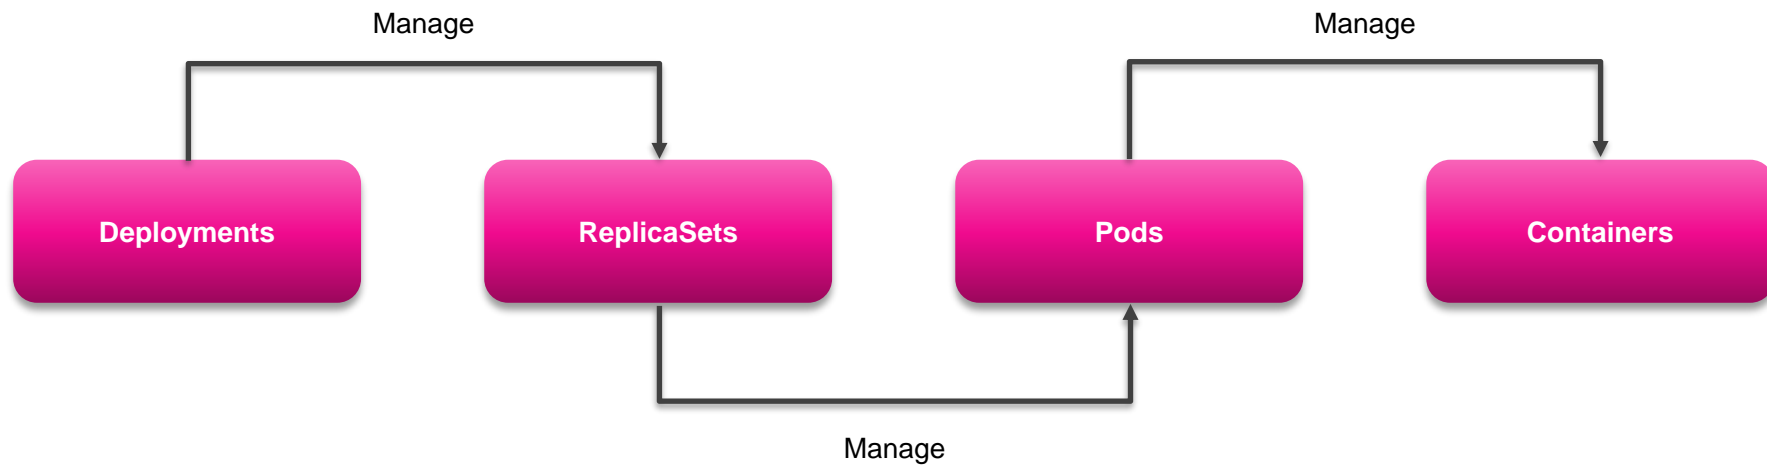 Manage
Manage
Deployments
ReplicaSets
Pods
Containers
Manage